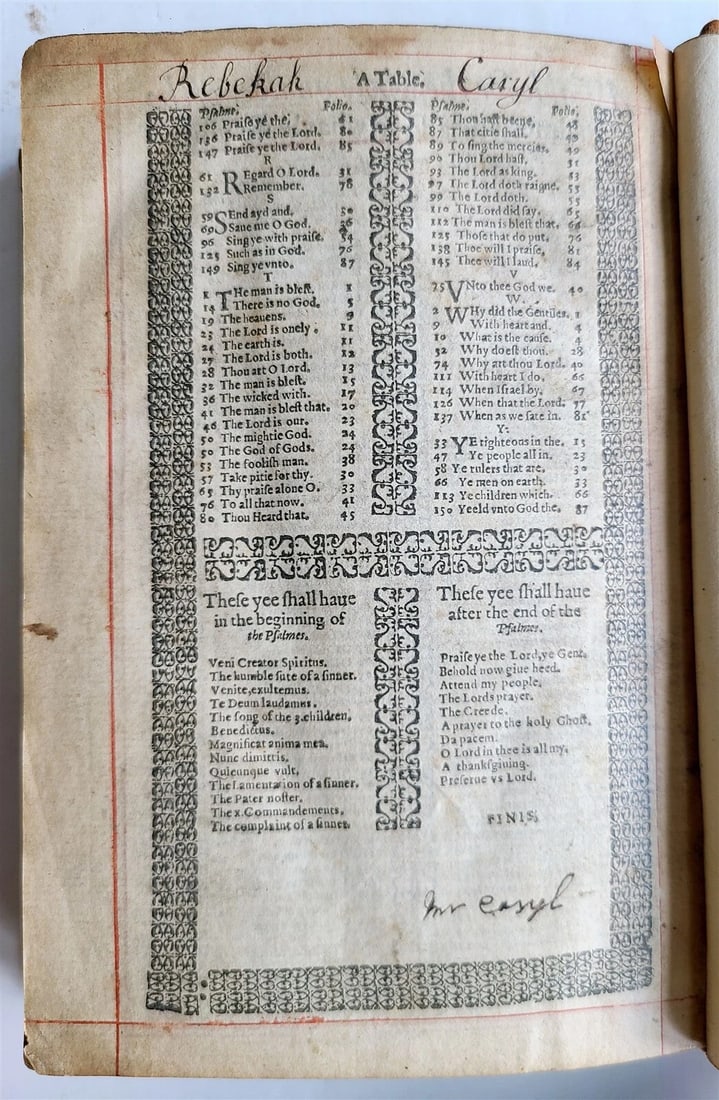 Rebekah A Table. Caryl
Psalme. Folio.
106 Praise ye the, 61
136 Praise ye the Lord. 80
147 Praise ye the Lord. 85
R
61 REgard O Lord. 31
132 Remember. 78
S
59 SEnd ayd and. 30
69 Saue me O God. 36
96 Sing ye with praise. 54
125 Such as in God. 76
149 Sing ye vnto. 87
T
1 THe man is blest. 1
14 There is no God. 5
19 The heauens. 9
23 The Lord is onely. 11
24 The earth is. 11
27 The Lord is both. 12
28 Thou art O Lord. 13
32 The man is blest. 15
36 The wicked with. 17
41 The man is blest that. 20
46 The Lord is our. 23
50 The mightie God. 24
50 The God of Gods. 24
53 The foolish man. 38
57 Take pitie for thy. 30
65 Thy praise alone O. 33
76 To all that now. 41
80 Thou Heard that. 45
Psalme. Folio.
85 Thou hast beene, 48
87 That citie shall. 49
89 To sing the mercies. 49
90 Thou Lord hast, 51
93 The Lord as king. 53
97 The Lord doth raigne. 55
99 The Lord doth. 55
110 The Lord did say. 65
112 The man is blest that. 66
125 Those that do put. 76
138 Thee will I praise, 81
145 Thee will I laud. 84
V
75 VNto thee God we. 40
W.
2 WHy did the Gentiles. 1
9 With heart and. 4
10 What is the cause. 4
52 Why doest thou. 28
74 Why art thou Lord. 40
111 With heart I do. 65
114 When Israel by. 67
126 When that the Lord. 77
137 When as we sate in. 81
Y.
33 YE righteons in the. 15
47 Ye people all in. 23
58 Ye rulers that are. 30
66 Ye men on earth. 33
113 Ye children which. 66
150 Yeeld vnto God the. 87
These yee shall haue
in the beginning of
the Psalmes.
Veni Creator Spiritus.
The humble sute of a sinner.
Venite, exultemus.
Te Deum laudamus.
The song of the 3. children,
Benedictus.
Magnificat anima mea.
Nunc dimittis.
Quicunque vult,
The Lamentation of a sinner.
The Pater noster.
The x. Commandements.
The complaint of a sinner.
These yee shall haue
after the end of the
Psalmes.
Praise ye the Lord, ye Gent.
Behold now giue heed.
Attend my people.
The Lords prayer.
The Creede.
A prayer to the holy Ghost.
Da pacem.
O Lord in thee is all my.
A thanksgiuing.
Preserue vs Lord.
FINIS.
Mr Caryl